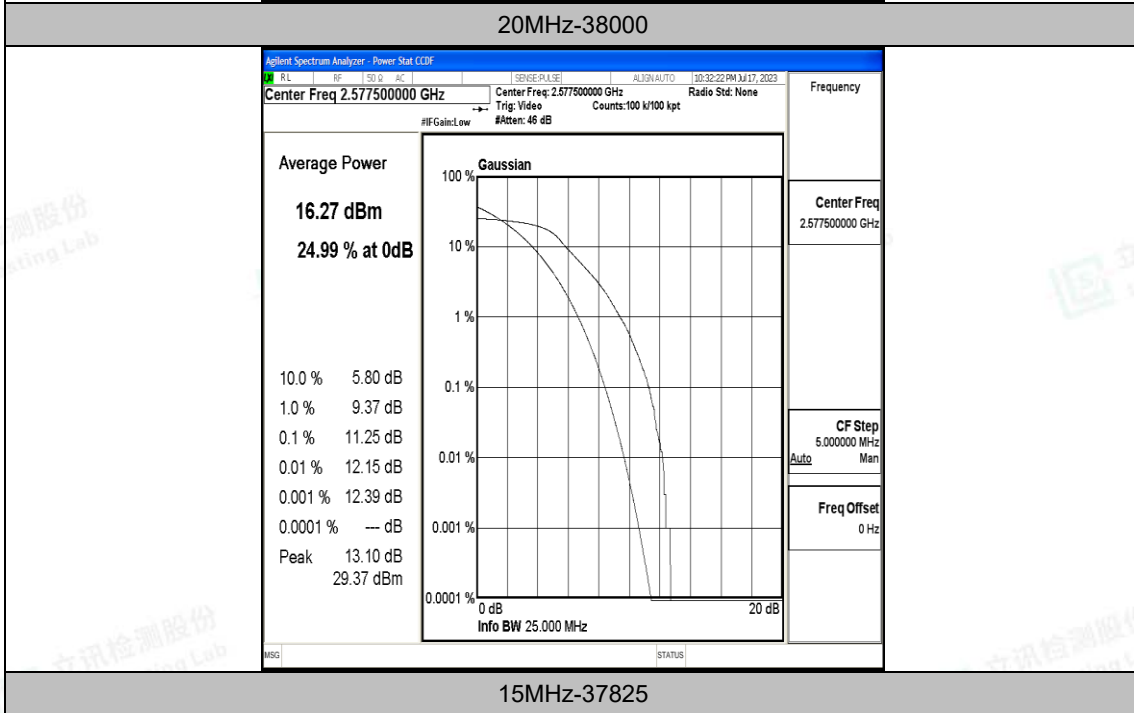 20MHz-38000
Agilent Spectrum Analyzer - Power Stat CCDF
RL RF 50 Ω AC SENSE:PULSE ALIGN AUTO 10:32:22 PM Jul 17, 2023
Center Freq 2.577500000 GHz
Center Freq: 2.577500000 GHz Radio Std: None
Trig: Video Counts:100 k/100 kpt
#IFGain:Low #Atten: 46 dB
Frequency
Average Power
16.27 dBm
24.99 % at 0dB
10.0 % 5.80 dB
1.0 % 9.37 dB
0.1 % 11.25 dB
0.01 % 12.15 dB
0.001 % 12.39 dB
0.0001 % --- dB
Peak 13.10 dB
29.37 dBm
Gaussian
100 %
10 %
1 %
0.1 %
0.01 %
0.001 %
0.0001 %
0 dB 20 dB
Info BW 25.000 MHz
Center Freq
2.577500000 GHz
CF Step
5.000000 MHz
Auto Man
Freq Offset
0 Hz
MSG STATUS
立讯检测股份
15MHz-37825